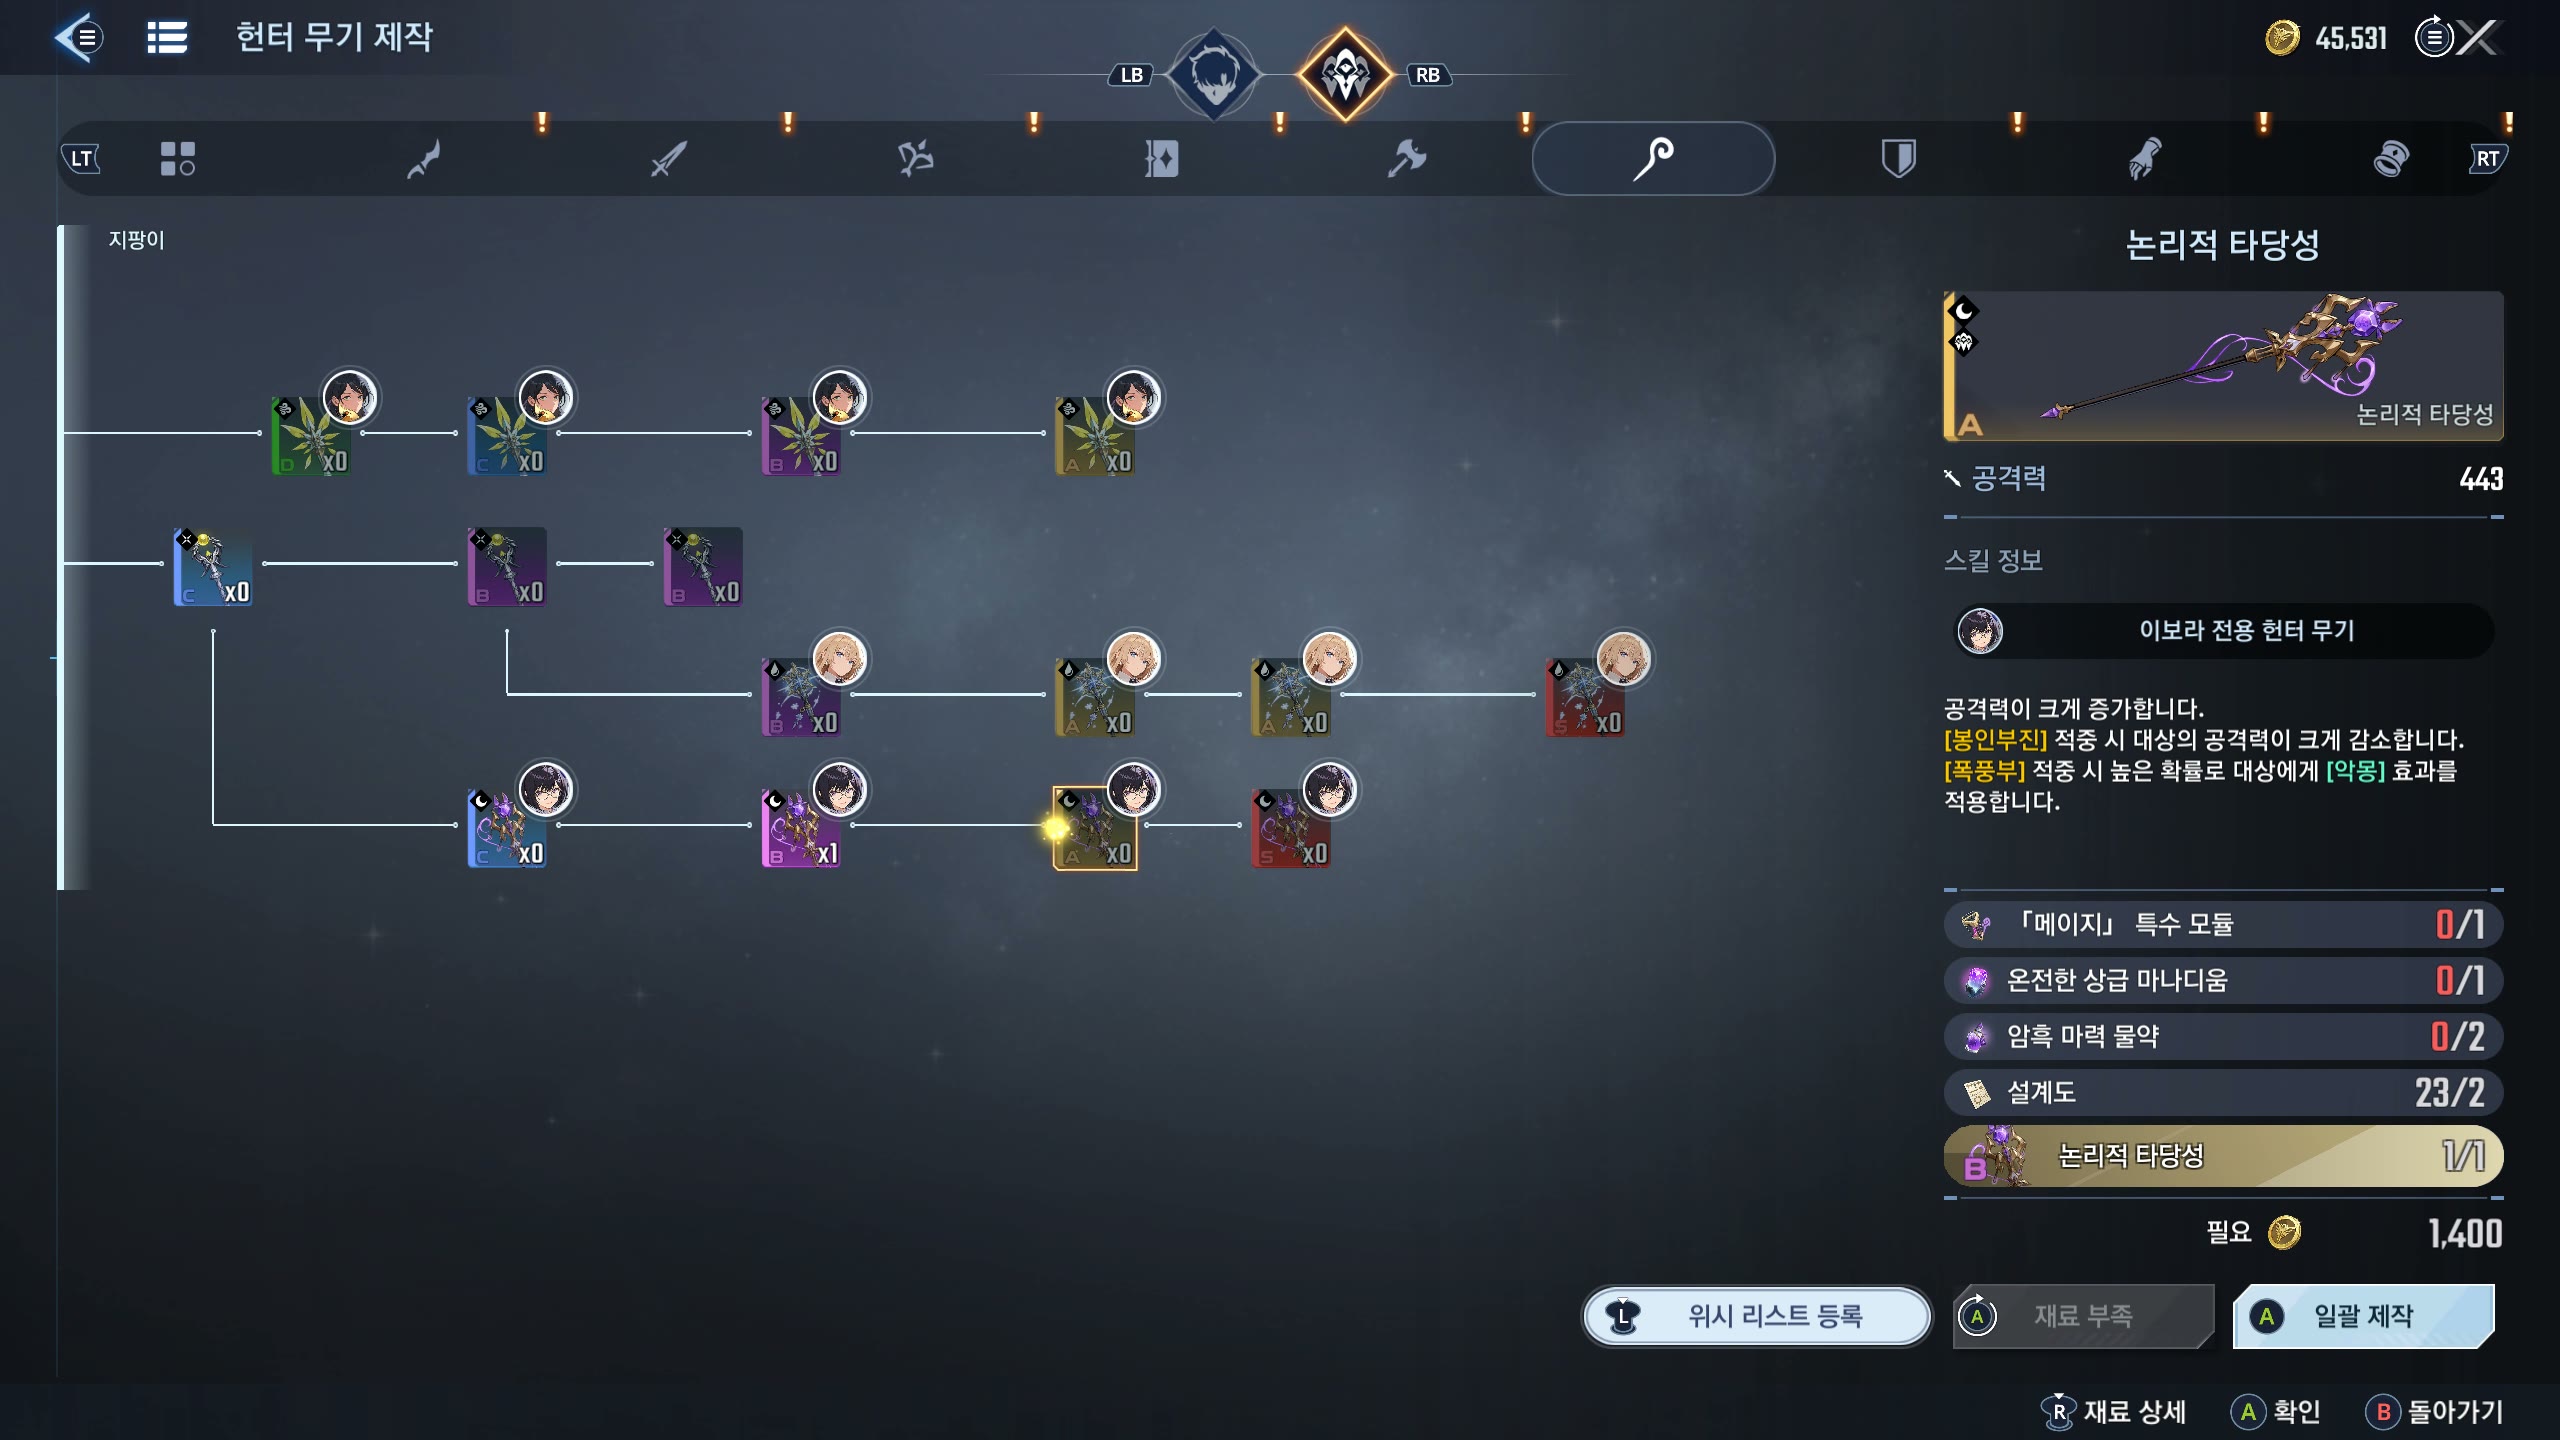 헌터 무기 제작
45,531
LB
RB
LT
RT
지팡이
D x0
C x0
B x0
A x0
C x0
B x0
B x0
B x0
A x0
A x0
S x0
C x0
B x1
A x0
S x0
논리적 타당성
A
논리적 타당성
공격력 443
스킬 정보
이보라 전용 헌터 무기
공격력이 크게 증가합니다.
[봉인부진] 적중 시 대상의 공격력이 크게 감소합니다.
[폭풍부] 적중 시 높은 확률로 대상에게 [악몽] 효과를
적용합니다.
「메이지」 특수 모듈 0/1
온전한 상급 마나디움 0/1
암흑 마력 물약 0/2
설계도 23/2
B 논리적 타당성 1/1
필요 1,400
L 위시 리스트 등록
A 재료 부족
A 일괄 제작
R 재료 상세
A 확인
B 돌아가기